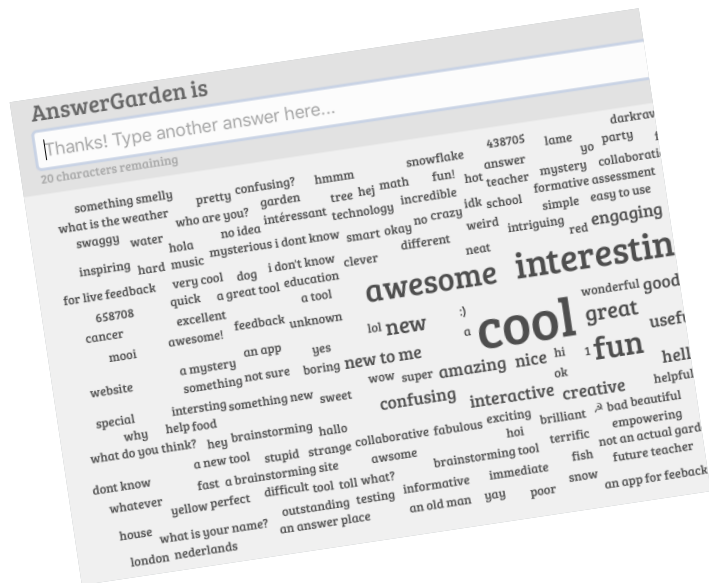 AnswerGarden is
Thanks! Type another answer here...
20 characters remaining
something smelly pretty confusing? hmmm snowflake 438705 lame yo party
what is the weather who are you? garden tree hej math fun! answer mystery
swaggy water hola no idea intéressant technology incredible hot teacher formative assessment
inspiring hard music mysterious i dont know smart okay no crazy idk school simple easy to use
for live feedback very cool dog i don't know clever different weird intriguing red engaging
658708 quick a great tool education neat
cancer excellent a tool awesome
mooi awesome! feedback unknown lol new :) cool wonderful good
a mystery an app yes a great
website something not sure boring new to me fun
special intersting something new sweet wow super amazing nice hi 1
why help food confusing interactive ok creative helpful
what do you think? hey brainstorming hallo collaborative fabulous exciting brilliant bad beautiful
dont know a new tool stupid strange awsome hoi terrific empowering
whatever fast a brainstorming site brainstorming tool fish
yellow perfect difficult tool toll what? informative immediate snow future teacher
house what is your name? outstanding testing an old man yay poor an app for feeback
london nederlands an answer place